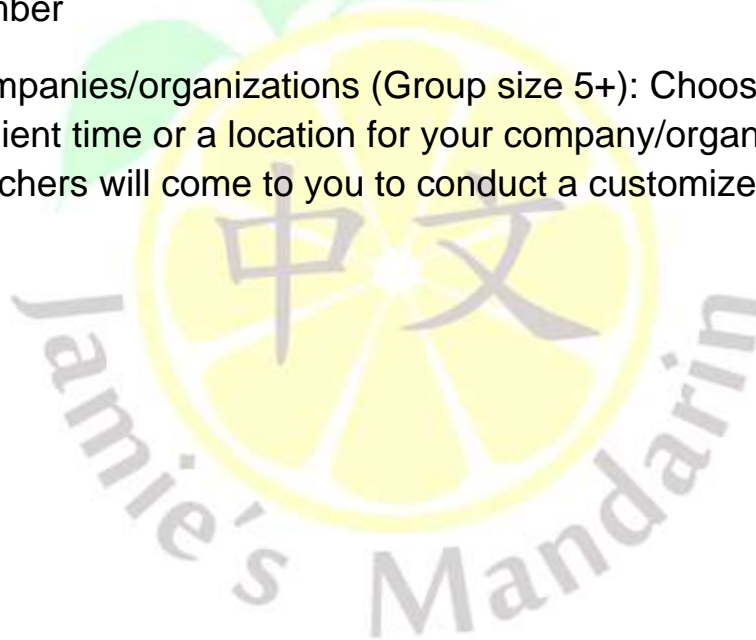 nber
mpanies/organizations (Group size 5+): Choos
ient time or a location for your company/organ
chers will come to you to conduct a customize
中文
Jamie's Mandarin